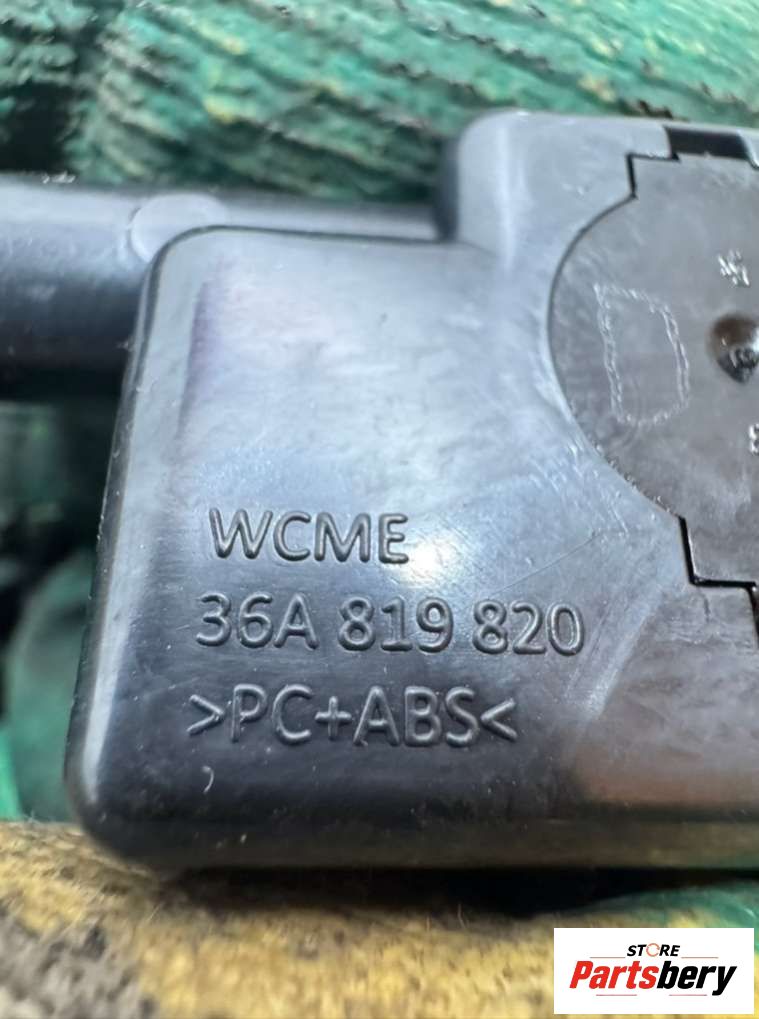 WCME
36A 819 820
>PC+ABS<
STORE
Partsbery